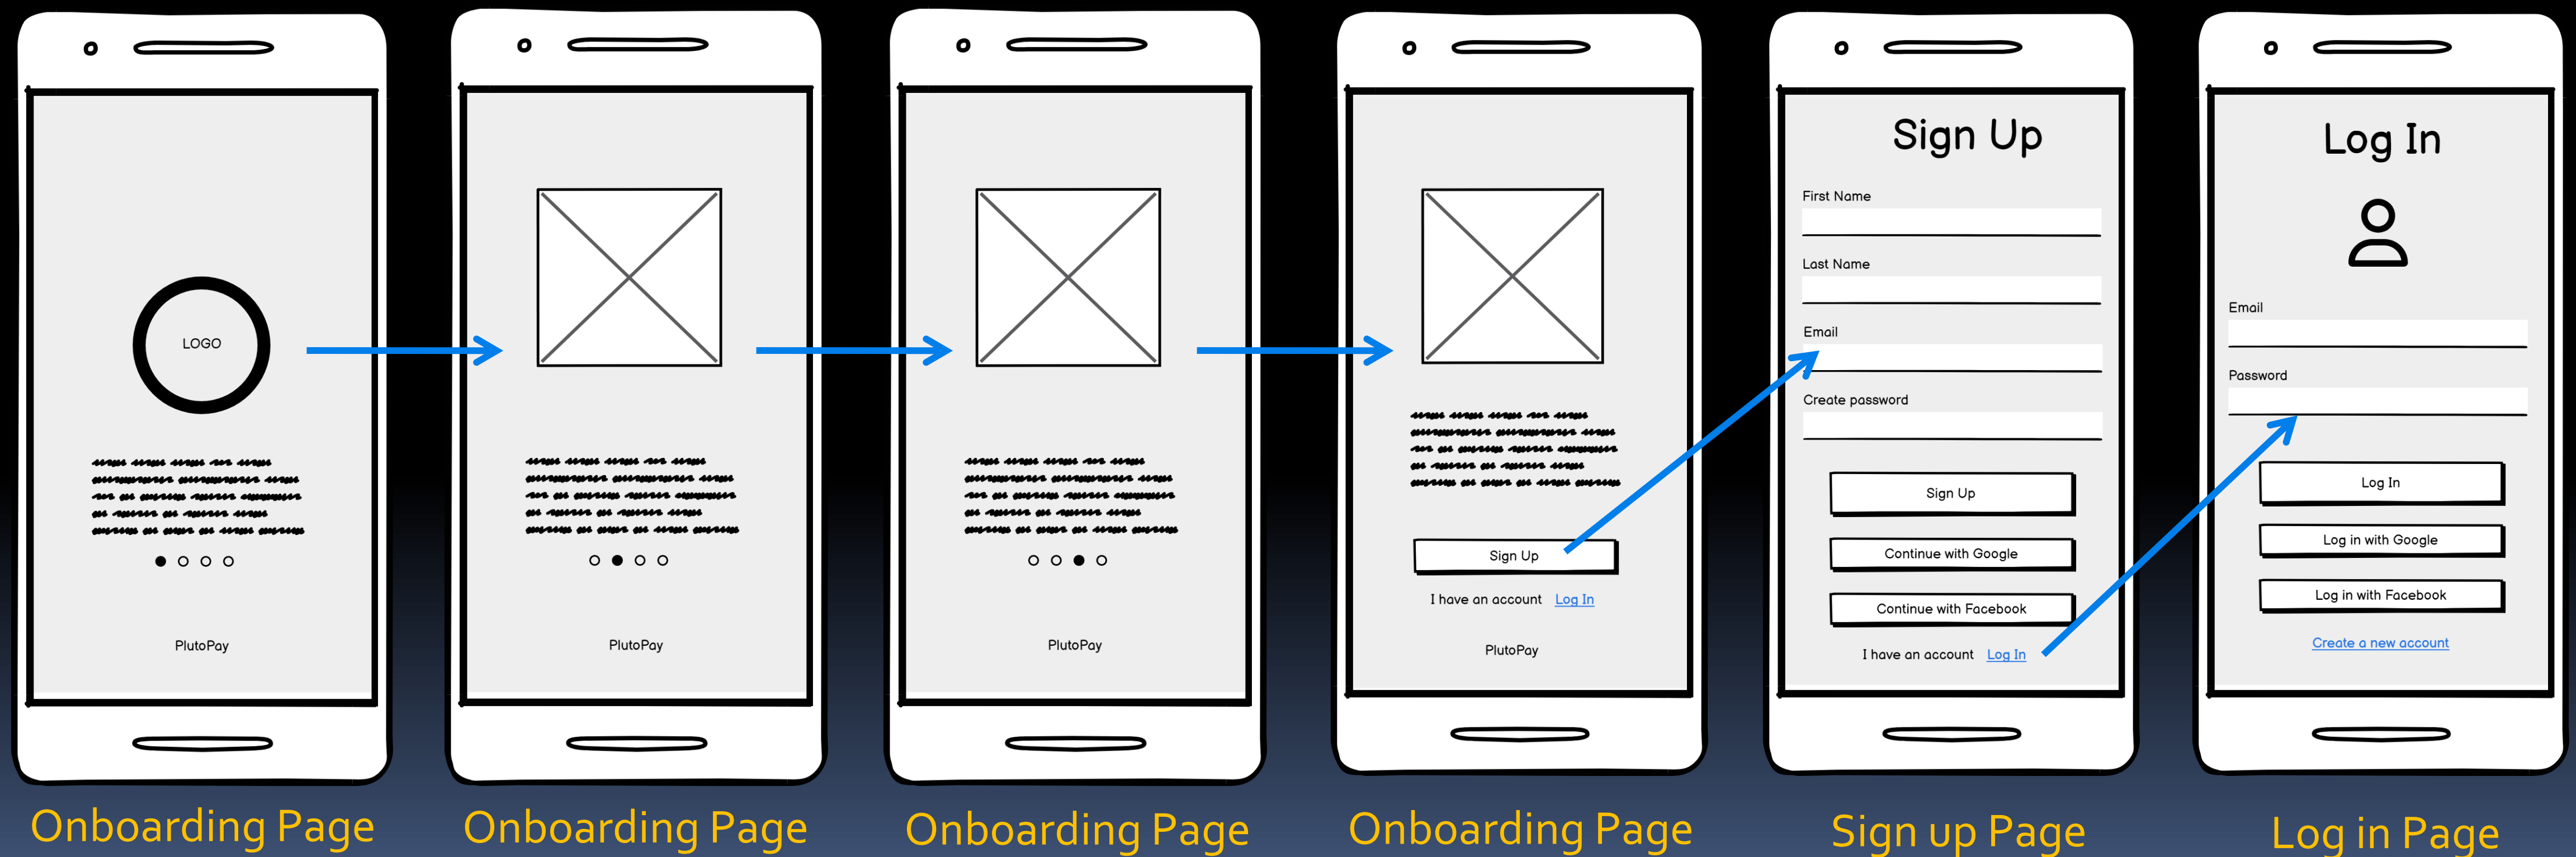 LOGO
PlutoPay
Onboarding Page
PlutoPay
Onboarding Page
PlutoPay
Onboarding Page
Sign Up
I have an account Log In
PlutoPay
Onboarding Page
Sign Up
First Name
Last Name
Email
Create password
Sign Up
Continue with Google
Continue with Facebook
I have an account Log In
Sign up Page
Log In
Email
Password
Log In
Log in with Google
Log in with Facebook
Create a new account
Log in Page